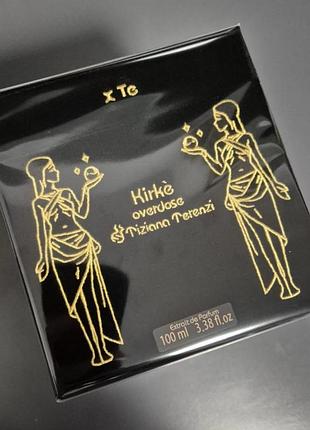 x Te
Kirkè
overdose
Tiziana Terenzi
Extrait de Parfum
100 ml 3.38 fl.oz